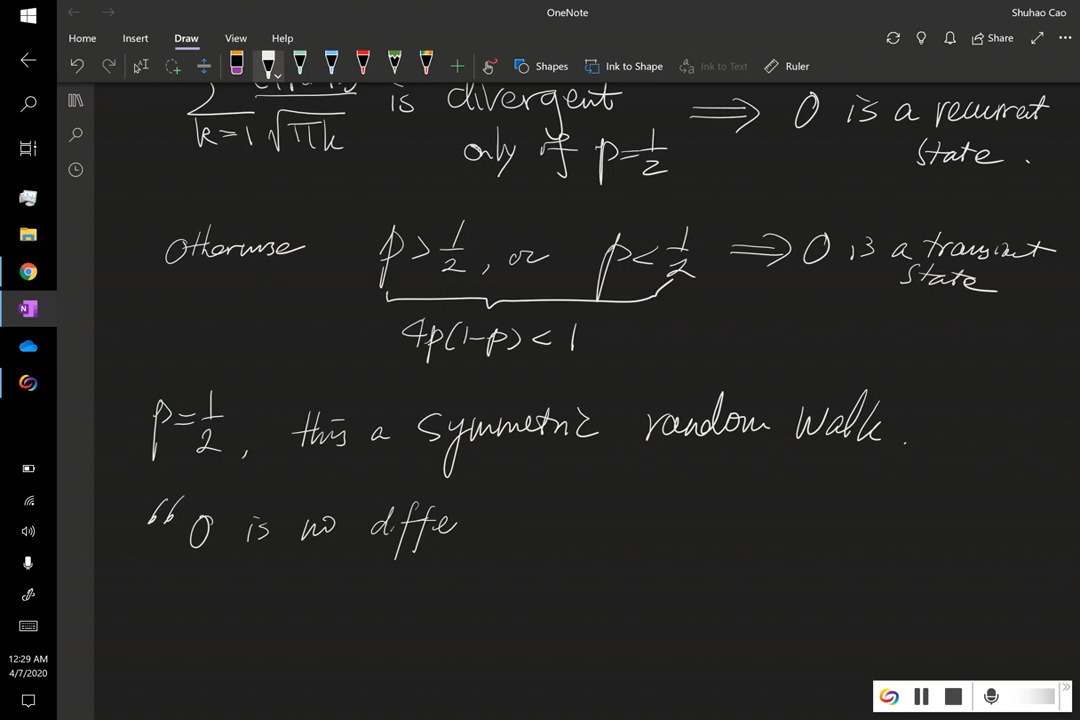 OneNote
Shuhao Cao
Home Insert Draw View Help
Share
Shapes
Ink to Shape
Ink to Text
Ruler
∑ k=1 √πk is divergent ⟹ 0 is a recurrent
only if p=1/2 state.
Otherwise p>1/2, or p<1/2 ⟹ 0 is a transient
state
4p(1-p) < 1
p=1/2, this a symmetric random walk.
“ 0 is no diffe
12:29 AM
4/7/2020